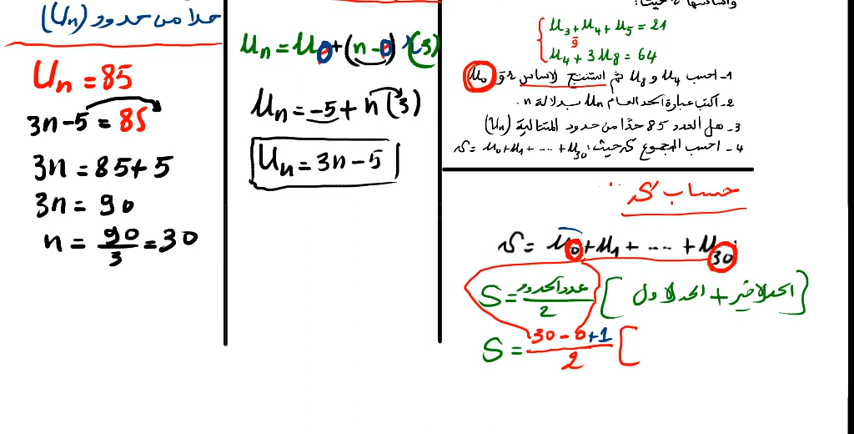 U₃+U₄+U₅=21
و
U₄+3U₈=64
1- احسب U₄ و U₈ ثم استنتج الأساس r و U₀
2- اكتب عبارة الحد العام Uₙ بدلالة n.
3- هل العدد 85 حدا من حدود المتتالية (Uₙ)
4- احسب المجموع S حيث: S=U₀+U₁+....+U₃₀
حساب S ..
S=U₀+U₁+....+U₃₀.
S=عدد الحدود/2 [الحد الأول + الحد الأخير]
S=(30-0+1)/2 [
Uₙ=U₀+(n-0)×(3)
Uₙ=-5+n(3)
Uₙ=3n-5
حدا من حدود (Uₙ)
Uₙ=85
3n-5=85
3n=85+5
3n=90
n=90/3=30